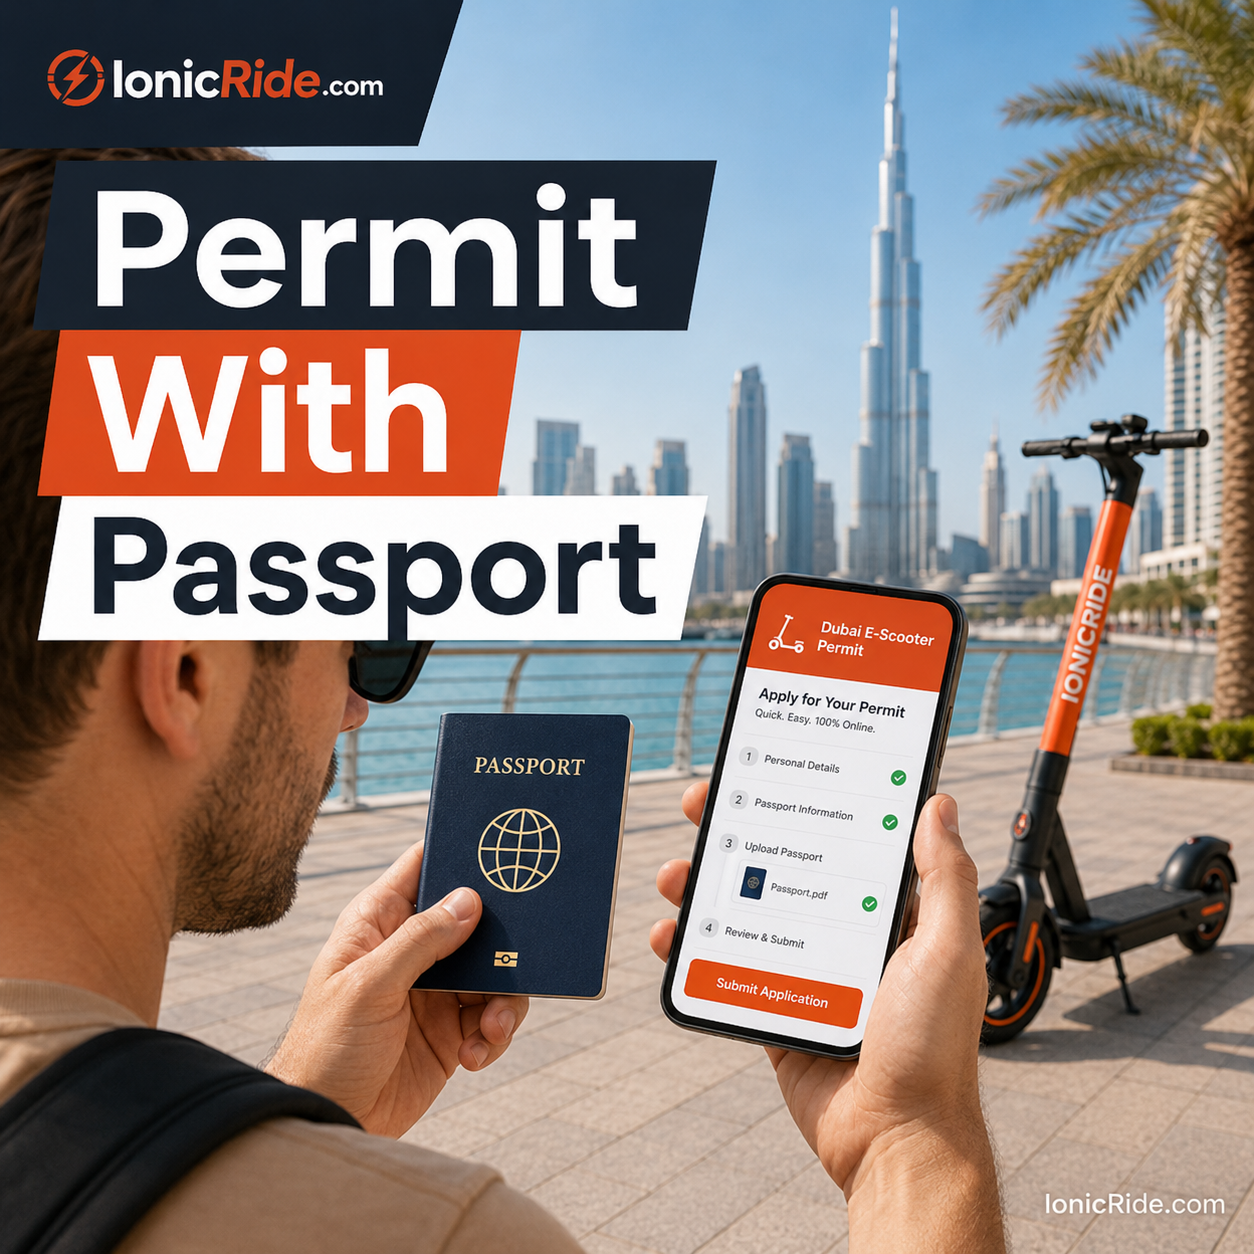 IonicRide.com
Permit
With
Passport
PASSPORT
Dubai E-Scooter
Permit
Apply for Your Permit
Quick. Easy. 100% Online.
1 Personal Details
2 Passport Information
3 Upload Passport
Passport.pdf
4 Review & Submit
Submit Application
IONICRIDE
IonicRide.com